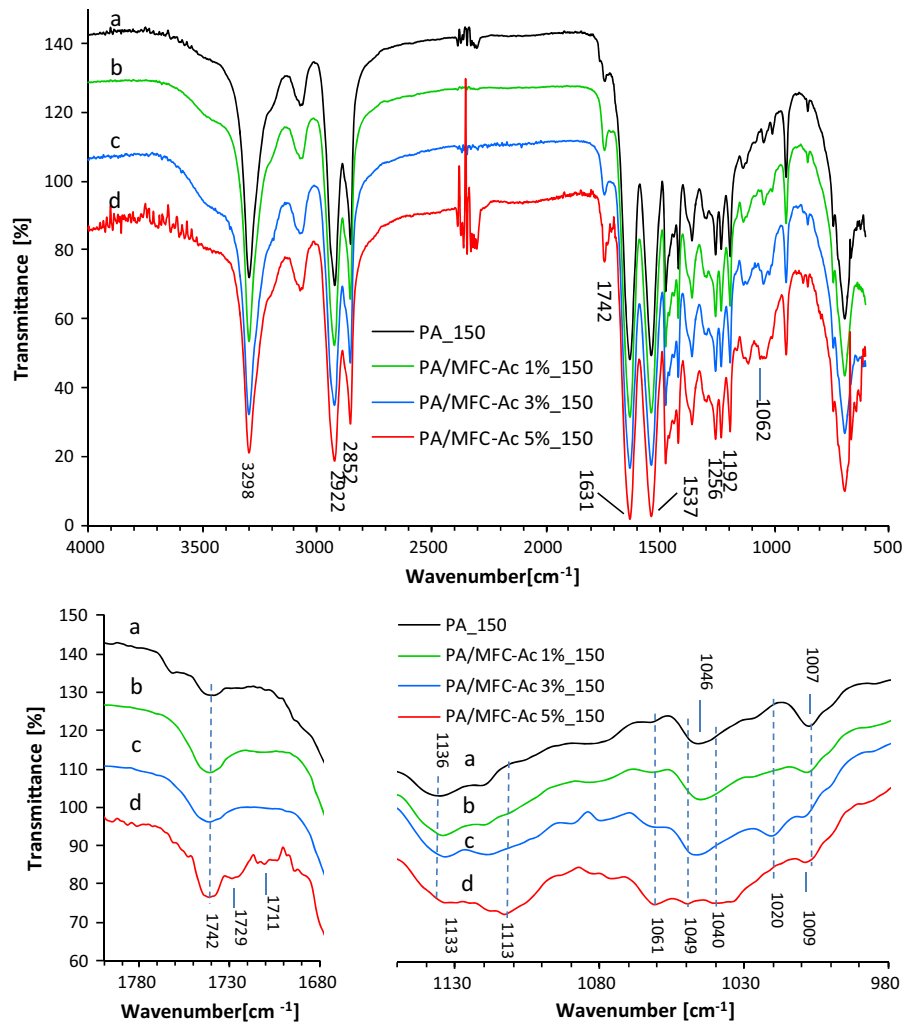 a
b
c
d
140
120
100
80
60
40
20
0
Transmittance [%]
PA_150
PA/MFC-Ac 1%_150
PA/MFC-Ac 3%_150
PA/MFC-Ac 5%_150
3298
2922
2852
1742
1631
1537
1256
1192
1062
4000 3500 3000 2500 2000 1500 1000 500
Wavenumber[cm-1]
150
140
130
120
110
100
90
80
70
60
Transmittance [%]
a
b
c
d
1742
1729
1711
1780 1730 1680
Wavenumber[cm -1]
PA_150
PA/MFC-Ac 1%_150
PA/MFC-Ac 3%_150
PA/MFC-Ac 5%_150
1046
1007
1136
a
b
c
d
1133
1113
1061
1049
1040
1020
1009
1130 1080 1030 980
Wavenumber [cm-1]